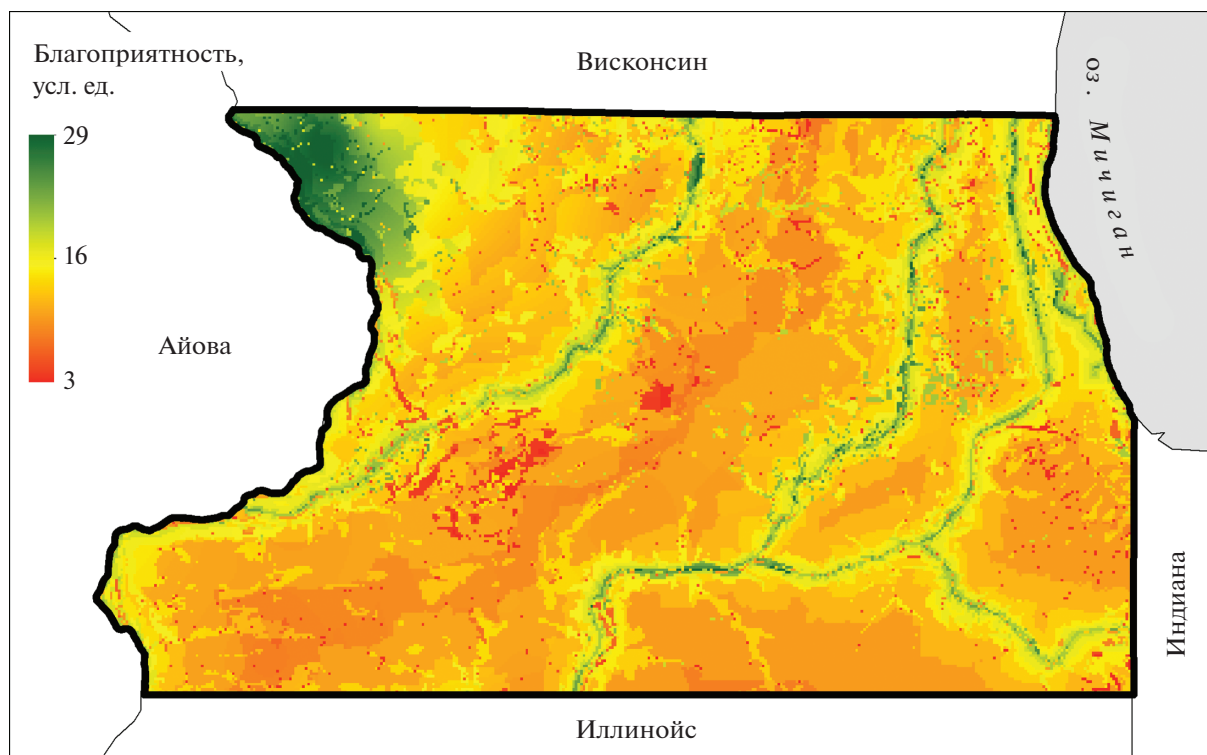 Благоприятность,
усл. ед.
29
16
3
Висконсин
оз. Мичиган
Айова
Индиана
Иллинойс